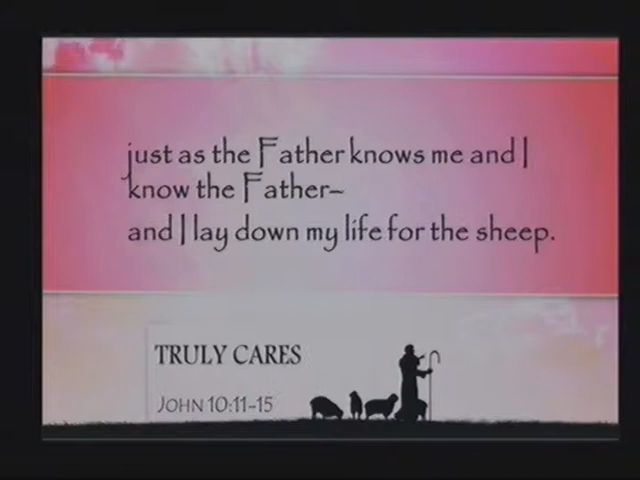 just as the Father knows me and I
know the Father–
and I lay down my life for the sheep.
TRULY CARES
JOHN 10:11-15